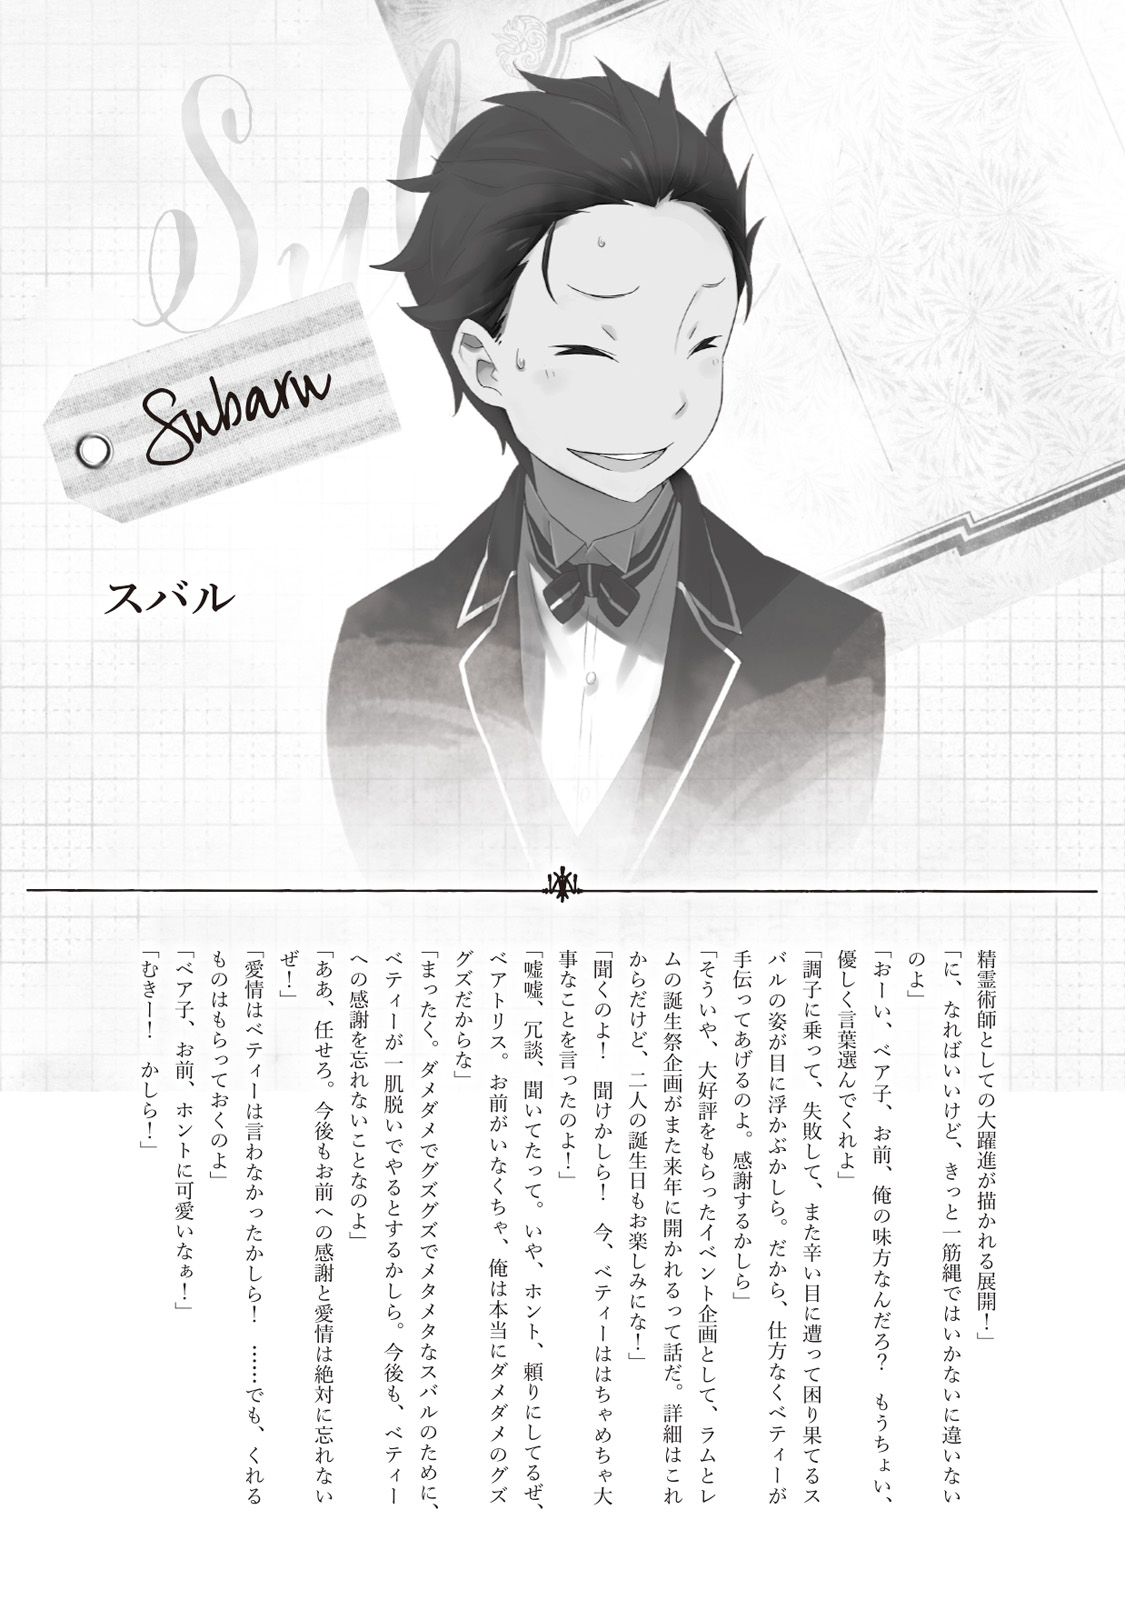 Sub
Subaru
スバル
精霊術師としての大躍進が描かれる展開！」
「に、なればいいけど、きっと一筋縄ではいかないに違いない
のよ」
「おーい、ベア子、お前、俺の味方なんだろ？　もうちょい、
優しく言葉選んでくれよ」
「調子に乗って、失敗して、また辛い目に遭って困り果てるス
バルの姿が目に浮かぶかしら。だから、仕方なくベティーが
手伝ってあげるのよ。感謝するかしら」
「そういや、大好評をもらったイベント企画として、ラムとレ
ムの誕生祭企画がまた来年に開かれるって話だ。詳細はこれ
からだけど、二人の誕生日もお楽しみにな！」
「聞くのよ！　聞けかしら！　今、ベティーははちゃめちゃ大
事なことを言ったのよ！」
「嘘嘘、冗談、聞いてたって。いや、ホント、頼りにしてるぜ、
ベアトリス。お前がいなくちゃ、俺は本当にダメダメのグズ
グズだからな」
「まったく。ダメダメでグズグズでメタメタなスバルのために、
ベティーが一肌脱いでやるとするかしら。今後も、ベティー
への感謝を忘れないことなのよ」
「ああ、任せろ。今後もお前への感謝と愛情は絶対に忘れない
ぜ！」
「愛情はベティーは言わなかったかしら！　……でも、くれる
ものはもらっておくのよ」
「ベア子、お前、ホントに可愛いなぁ！」
「むきー！　かしら！」